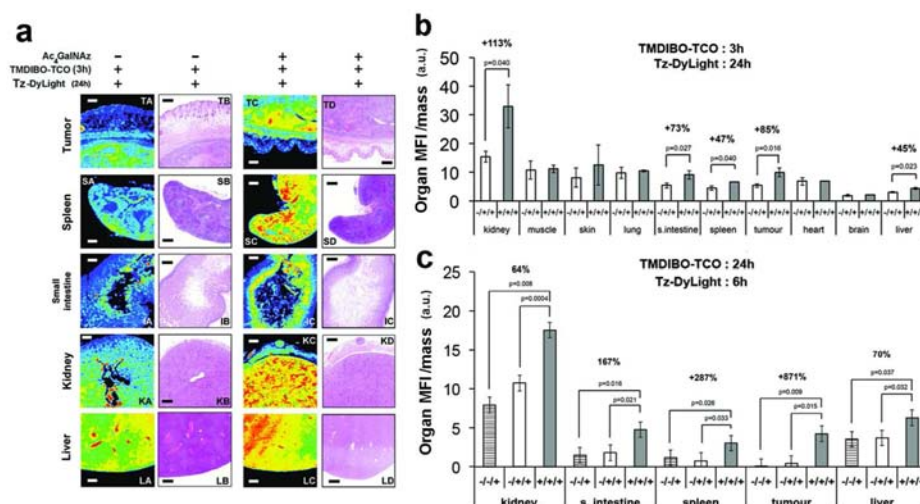 a
Ac4GalNAz
TMDIBO-TCO (3h)
Tz-DyLight (24h)
− − + +
+ + + +
+ + + +
Tumor
TA TB TC TD
Spleen
SA SB SC SD
Small
intestine
IA IB IC IC
Kidney
KA KB KC KD
Liver
LA LB LC LD
b
TMDIBO-TCO: 3h
Tz-DyLight : 24h
Organ MFI/mass (a.u.)
50
40
30
20
10
0
+113%
p=0.040
+73%
p=0.027
+47%
p=0.040
+85%
p=0.016
+45%
p=0.023
-/+/+ +/+/+ -/+/+ +/+/+ -/+/+ +/+/+ -/+/+ +/+/+ -/+/+ +/+/+ -/+/+ +/+/+ -/+/+ +/+/+ -/+/+ +/+/+ -/+/+ +/+/+ -/+/+ +/+/+
kidney muscle skin lung s.intestine spleen tumour heart brain liver
c
TMDIBO-TCO : 24h
Tz-DyLight: 6h
Organ MFI/mass (a.u.)
25
20
15
10
5
0
64%
p=0.008
p=0.0004
167%
p=0.016
p=0.021
+287%
p=0.026
p=0.033
+871%
p=0.009
p=0.015
70%
p=0.037
p=0.032
-/-/+ -/+/+ +/+/+ -/-/+ -/+/+ +/+/+ -/-/+ -/+/+ +/+/+ -/-/+ -/+/+ +/+/+ -/-/+ -/+/+ +/+/+
kidney s. intestine spleen tumour liver